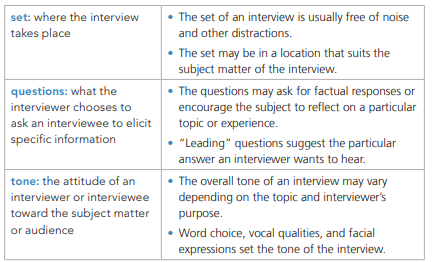 set: where the interview
takes place
• The set of an interview is usually free of noise
and other distractions.
• The set may be in a location that suits the
subject matter of the interview.
questions: what the
interviewer chooses to
ask an interviewee to elicit
specific information
• The questions may ask for factual responses or
encourage the subject to reflect on a particular
topic or experience.
• “Leading” questions suggest the particular
answer an interviewer wants to hear.
tone: the attitude of an
interviewer or interviewee
toward the subject matter
or audience
• The overall tone of an interview may vary
depending on the topic and interviewer’s
purpose.
• Word choice, vocal qualities, and facial
expressions set the tone of the interview.